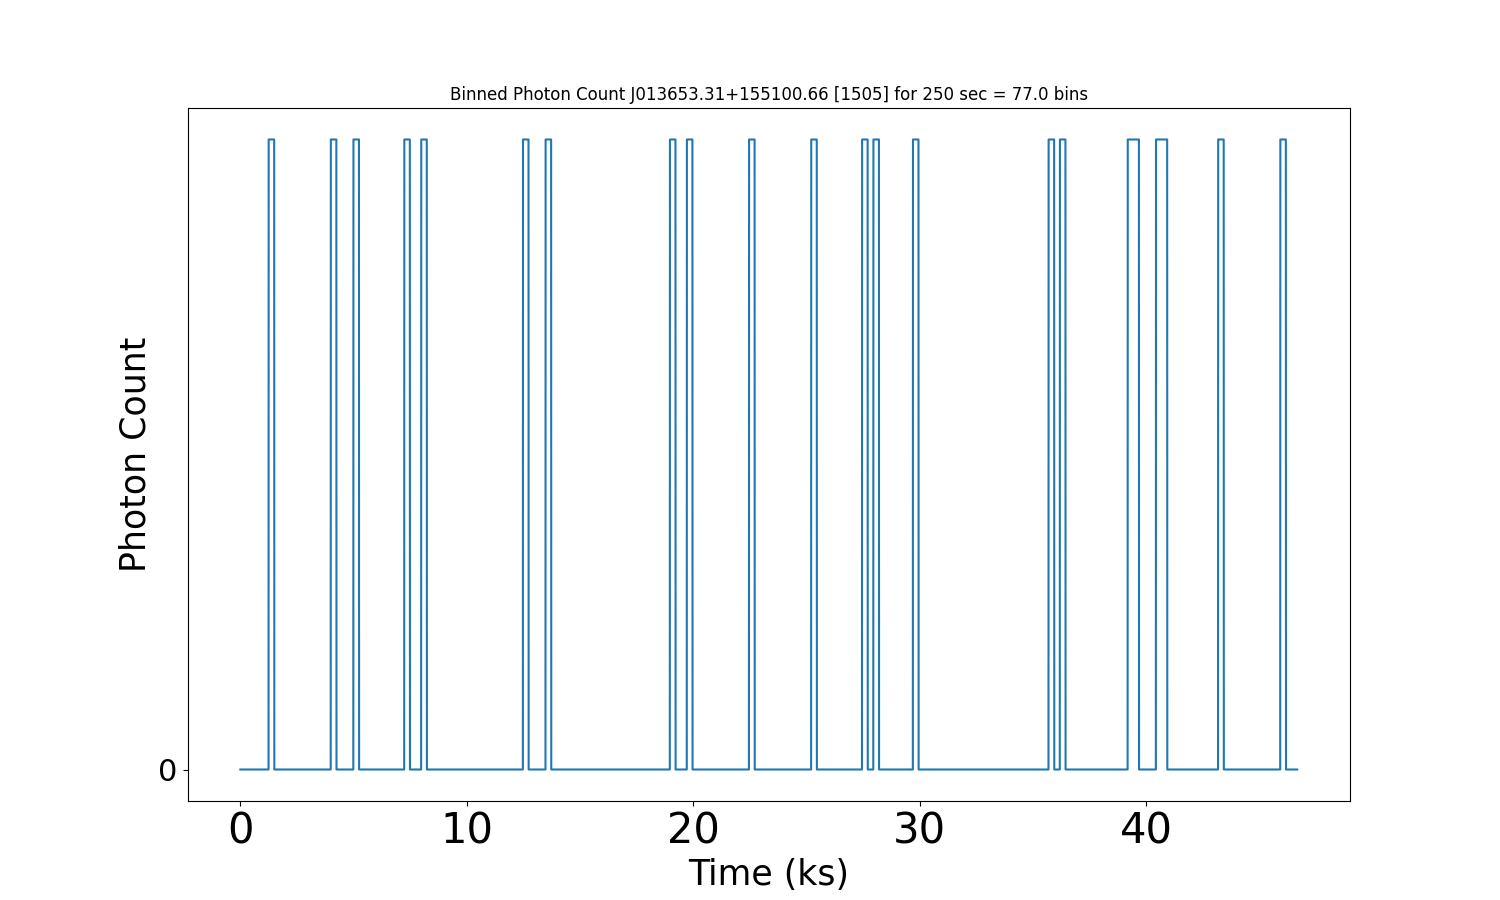 Binned Photon Count J013653.31+155100.66 [1505] for 250 sec = 77.0 bins
Photon Count
0
0 10 20 30 40
Time (ks)